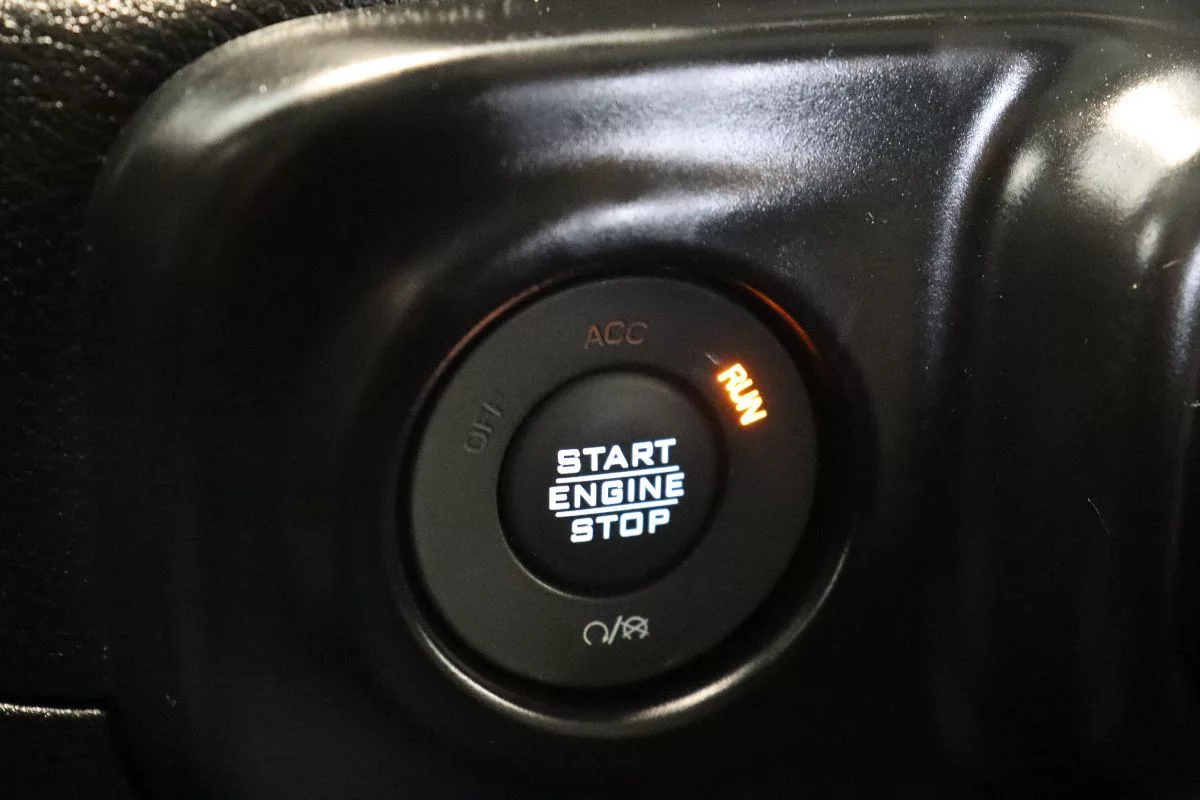 ACC
RUN
OFF
START
ENGINE
STOP